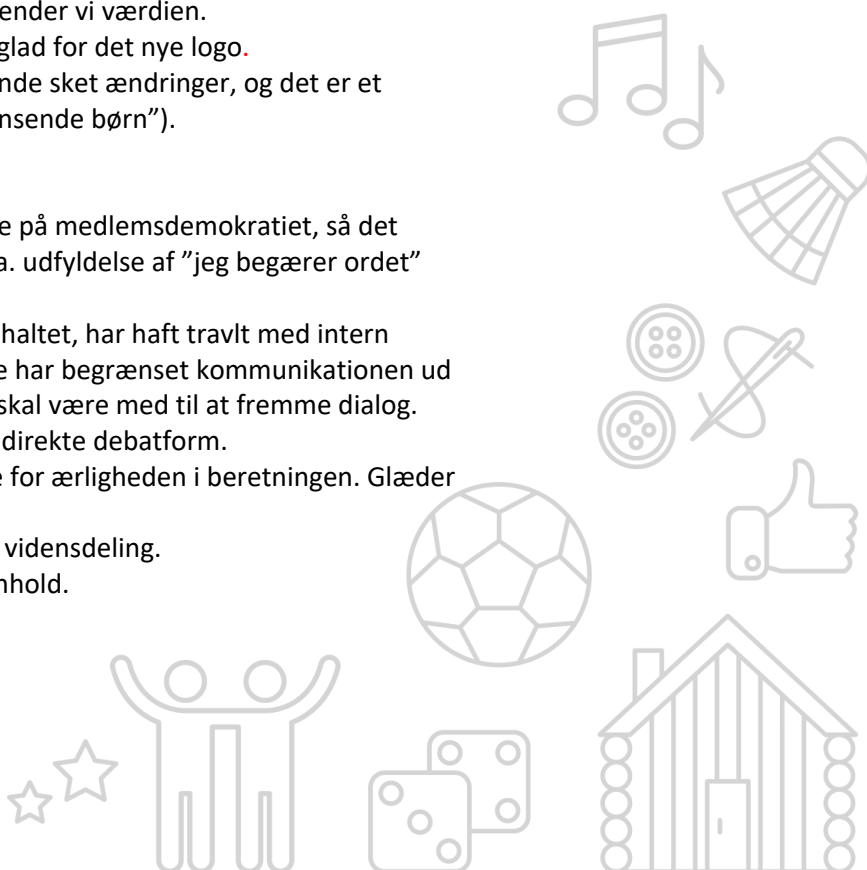 ender vi værdien.
glad for det nye logo.
nde sket ændringer, og det er et
nsende børn”).
e på medlemsdemokratiet, så det
a. udfyldelse af ”jeg begærer ordet”
haltet, har haft travlt med intern
e har begrænset kommunikationen ud
skal være med til at fremme dialog.
direkte debatform.
e for ærligheden i beretningen. Glæder
vidensdeling.
nhold.